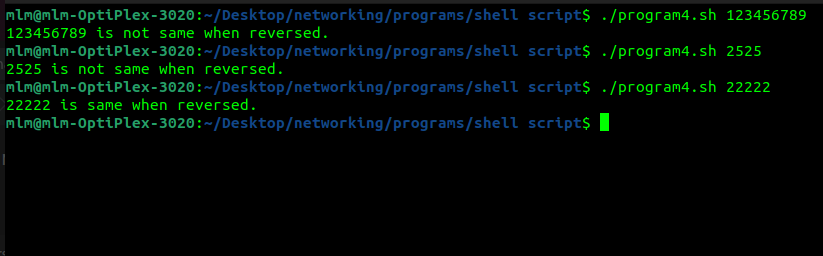 mlm@mlm-OptiPlex-3020:~/Desktop/networking/programs/shell script$ ./program4.sh 123456789
123456789 is not same when reversed.
mlm@mlm-OptiPlex-3020:~/Desktop/networking/programs/shell script$ ./program4.sh 2525
2525 is not same when reversed.
mlm@mlm-OptiPlex-3020:~/Desktop/networking/programs/shell script$ ./program4.sh 22222
22222 is same when reversed.
mlm@mlm-OptiPlex-3020:~/Desktop/networking/programs/shell script$